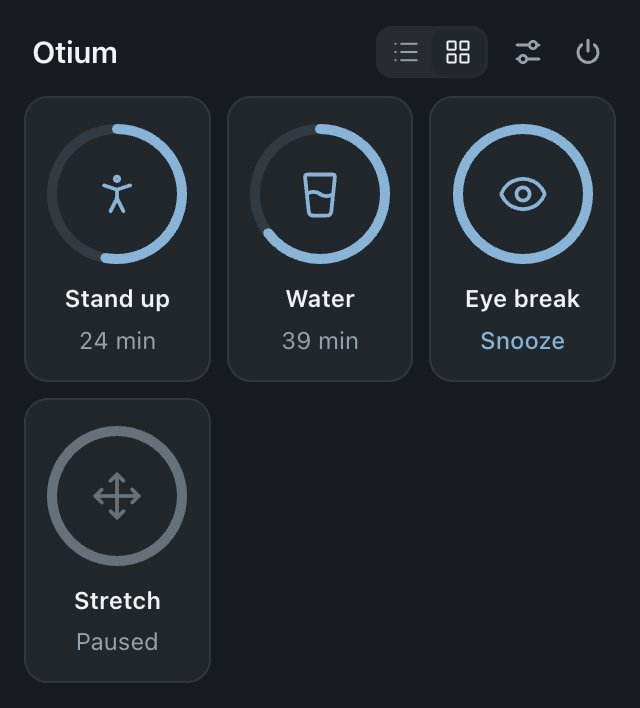 Otium
Stand up
24 min
Water
39 min
Eye break
Snooze
Stretch
Paused